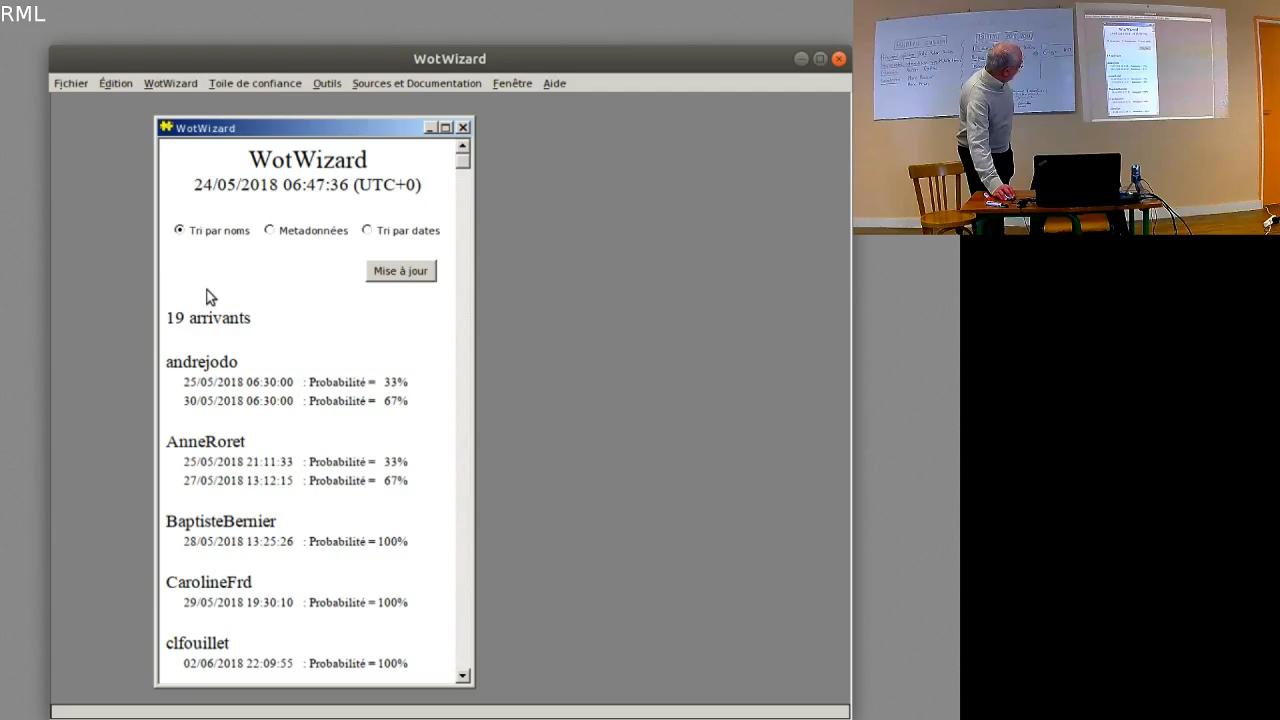 RML
WotWizard
Fichier Édition WotWizard Toile de confiance Outils Sources et Documentation Fenêtre Aide
WotWizard
WotWizard
24/05/2018 06:47:36 (UTC+0)
Tri par noms Metadonnées Tri par dates
Mise à jour
19 arrivants
andrejodo
25/05/2018 06:30:00 : Probabilité = 33%
30/05/2018 06:30:00 : Probabilité = 67%
AnneRoret
25/05/2018 21:11:33 : Probabilité = 33%
27/05/2018 13:12:15 : Probabilité = 67%
BaptisteBernier
28/05/2018 13:25:26 : Probabilité = 100%
CarolineFrd
29/05/2018 19:30:10 : Probabilité = 100%
clfouillet
02/06/2018 22:09:55 : Probabilité = 100%
WotWizard